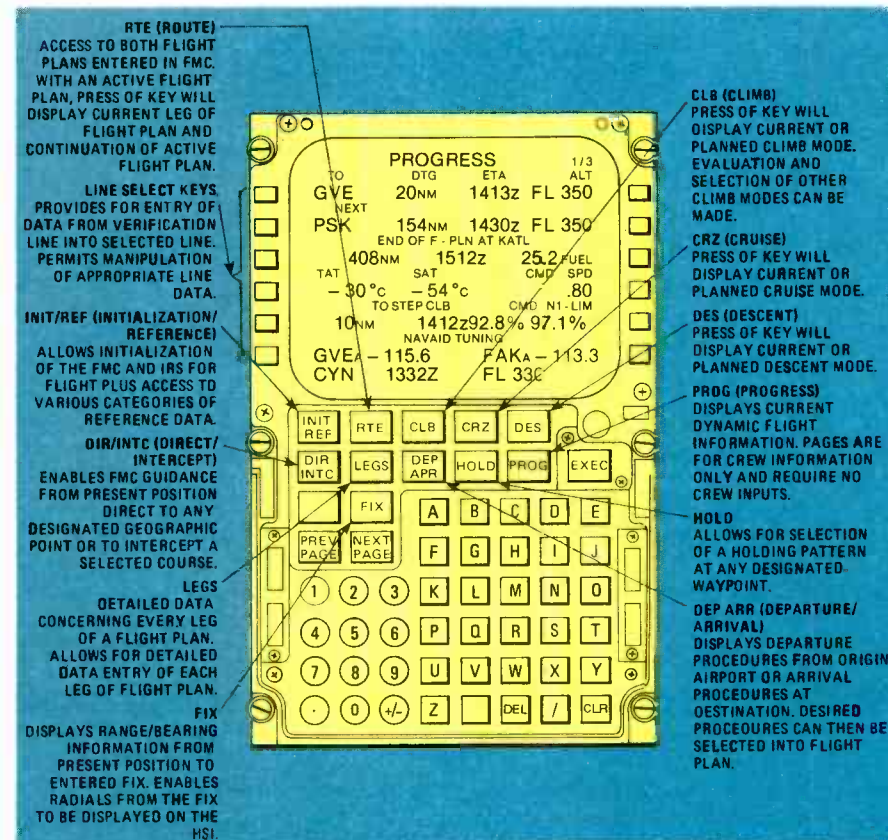 RTE (ROUTE)
ACCESS TO BOTH FLIGHT
PLANS ENTERED IN FMC.
WITH AN ACTIVE FLIGHT
PLAN, PRESS OF KEY WILL
DISPLAY CURRENT LEG OF
FLIGHT PLAN AND
CONTINUATION OF ACTIVE
FLIGHT PLAN.
LINE SELECT KEYS
PROVIDES FOR ENTRY OF
DATA FROM VERIFICATION
LINE INTO SELECTED LINE.
PERMITS MANIPULATION
OF APPROPRIATE LINE
DATA.
INIT/REF (INITIALIZATION/
REFERENCE)
ALLOWS INITIALIZATION
OF THE FMC AND IRS FOR
FLIGHT PLUS ACCESS TO
VARIOUS CATEGORIES OF
REFERENCE DATA.
DIR/INTC (DIRECT/
INTERCEPT)
ENABLES FMC GUIDANCE
FROM PRESENT POSITION
DIRECT TO ANY
DESIGNATED GEOGRAPHIC
POINT OR TO INTERCEPT A
SELECTED COURSE.
LEGS
DETAILED DATA
CONCERNING EVERY LEG
OF A FLIGHT PLAN.
ALLOWS FOR DETAILED
DATA ENTRY OF EACH
LEG OF FLIGHT PLAN.
FIX
DISPLAYS RANGE/BEARING
INFORMATION FROM
PRESENT POSITION TO
ENTERED FIX. ENABLES
RADIALS FROM THE FIX
TO BE DISPLAYED ON THE
HSI.
PROGRESS 1/3
TO DTG ETA ALT
GVE 20NM 1413z FL 350
NEXT
PSK 154NM 1430z FL 350
END OF F - PLN AT KATL
408NM 1512z 25.2 FUEL
TAT SAT CMD SPD
– 30°c – 54°c .80
TO STEP CLB CMD N1 - LIM
10NM 1412z 92.8% 97.1%
NAVAID TUNING
GVEA – 115.6 FAKA – 113.3
CYN 1332Z FL 330
INIT REF RTE CLB CRZ DES
DIR INTC LEGS DEP APR HOLD PROG EXEC
FIX
PREV PAGE NEXT PAGE
A B C D E
F G H I J
1 2 3 K L M N O
4 5 6 P Q R S T
7 8 9 U V W X Y
· 0 +/- Z DEL / CLR
CLB (CLIMB)
PRESS OF KEY WILL
DISPLAY CURRENT OR
PLANNED CLIMB MODE.
EVALUATION AND
SELECTION OF OTHER
CLIMB MODES CAN BE
MADE.
CRZ (CRUISE)
PRESS OF KEY WILL
DISPLAY CURRENT OR
PLANNED CRUISE MODE.
DES (DESCENT)
PRESS OF KEY WILL
DISPLAY CURRENT OR
PLANNED DESCENT MODE.
PROG (PROGRESS)
DISPLAYS CURRENT
DYNAMIC FLIGHT
INFORMATION. PAGES ARE
FOR CREW INFORMATION
ONLY AND REQUIRE NO
CREW INPUTS.
HOLD
ALLOWS FOR SELECTION
OF A HOLDING PATTERN
AT ANY DESIGNATED
WAYPOINT.
DEP ARR (DEPARTURE/
ARRIVAL)
DISPLAYS DEPARTURE
PROCEDURES FROM ORIGIN
AIRPORT OR ARRIVAL
PROCEDURES AT
DESTINATION. DESIRED
PROCEDURES CAN THEN BE
SELECTED INTO FLIGHT
PLAN.